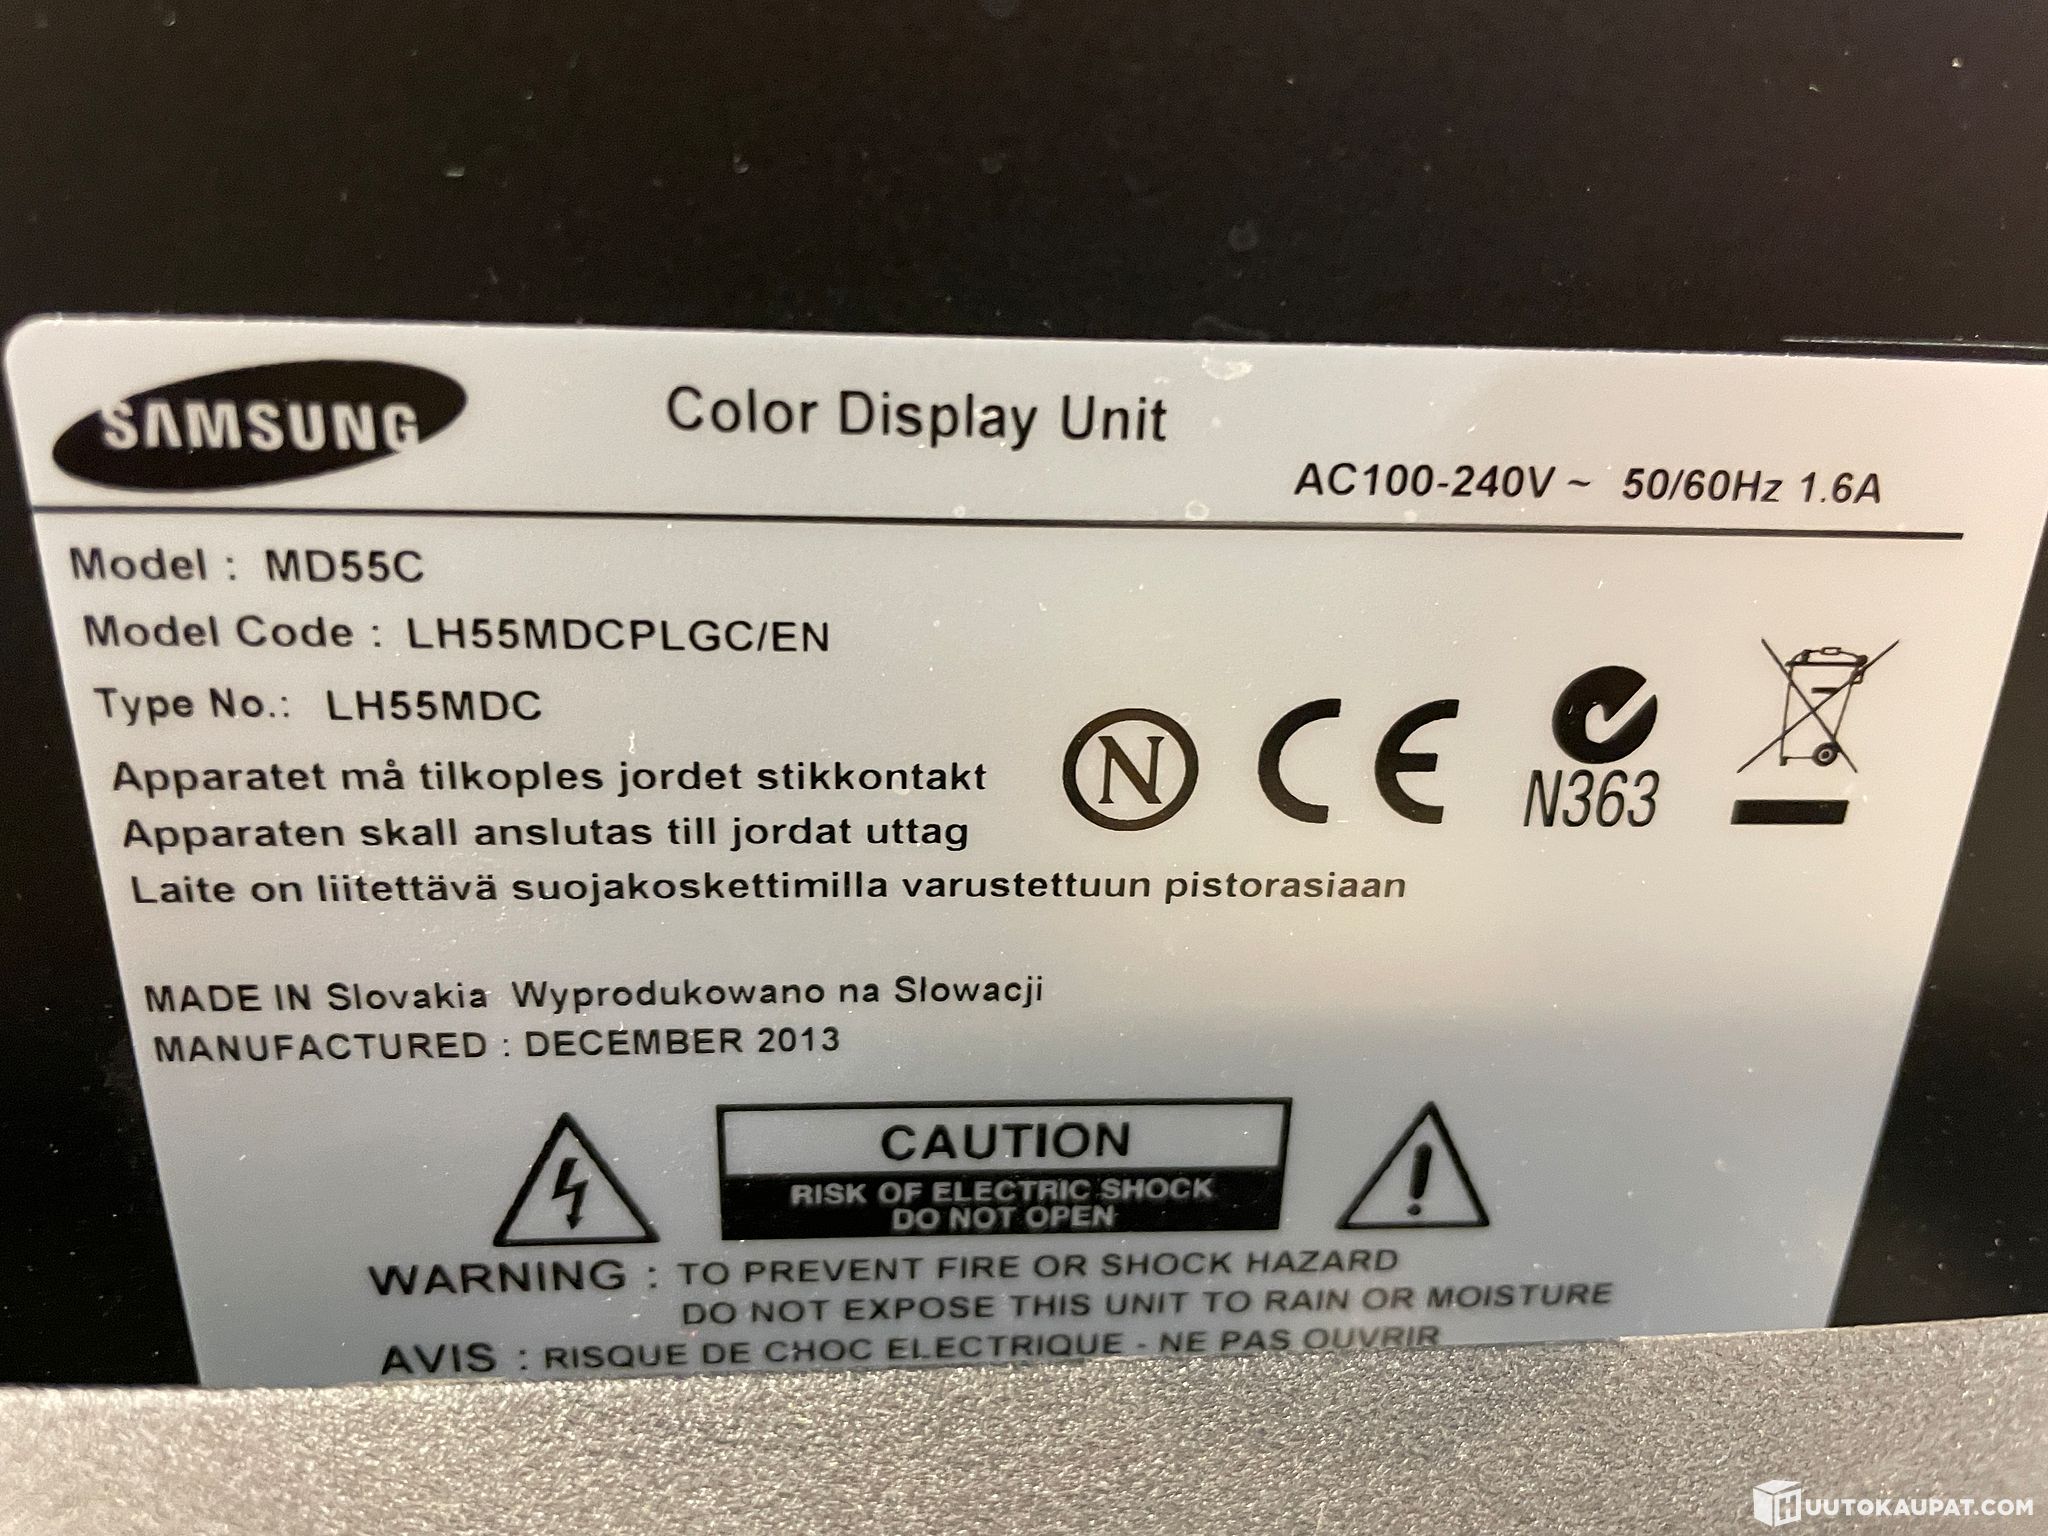 SAMSUNG
Color Display Unit
AC100-240V ~ 50/60Hz 1.6A
Model : MD55C
Model Code : LH55MDCPLGC/EN
Type No.: LH55MDC
Apparatet må tilkoples jordet stikkontakt
Apparaten skall anslutas till jordat uttag
Laite on liitettävä suojakoskettimilla varustettuun pistorasiaan
N CE N363
MADE IN Slovakia Wyprodukowano na Słowacji
MANUFACTURED : DECEMBER 2013
CAUTION
RISK OF ELECTRIC SHOCK
DO NOT OPEN
WARNING : TO PREVENT FIRE OR SHOCK HAZARD
DO NOT EXPOSE THIS UNIT TO RAIN OR MOISTURE
AVIS : RISQUE DE CHOC ELECTRIQUE - NE PAS OUVRIR
HUUTOKAUPAT.COM